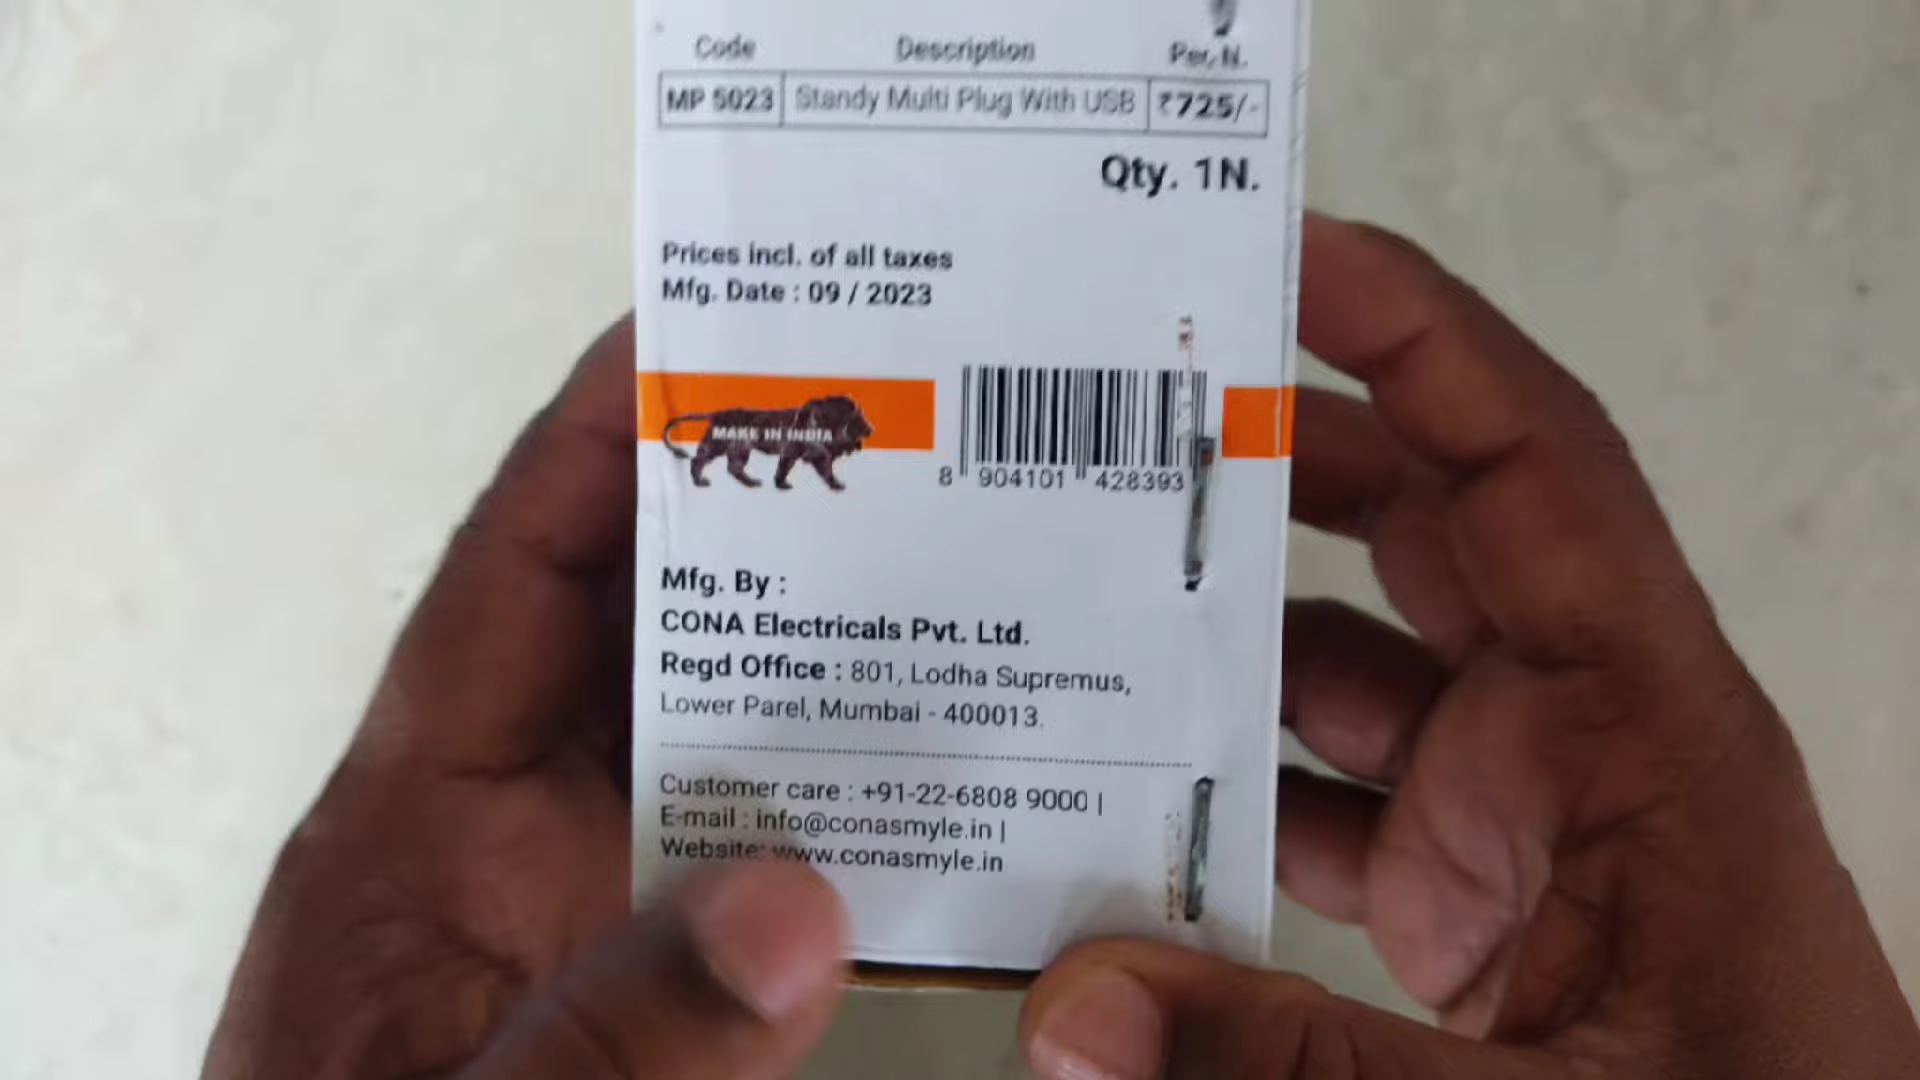 Code Description Per. N.
MP 5023 Standy Multi Plug With USB ₹725/-
Qty. 1N.
Prices incl. of all taxes
Mfg. Date : 09 / 2023
MAKE IN INDIA
8 904101 428393
Mfg. By :
CONA Electricals Pvt. Ltd.
Regd Office : 801, Lodha Supremus,
Lower Parel, Mumbai - 400013.
Customer care : +91-22-6808 9000 |
E-mail : info@conasmyle.in |
Website: www.conasmyle.in